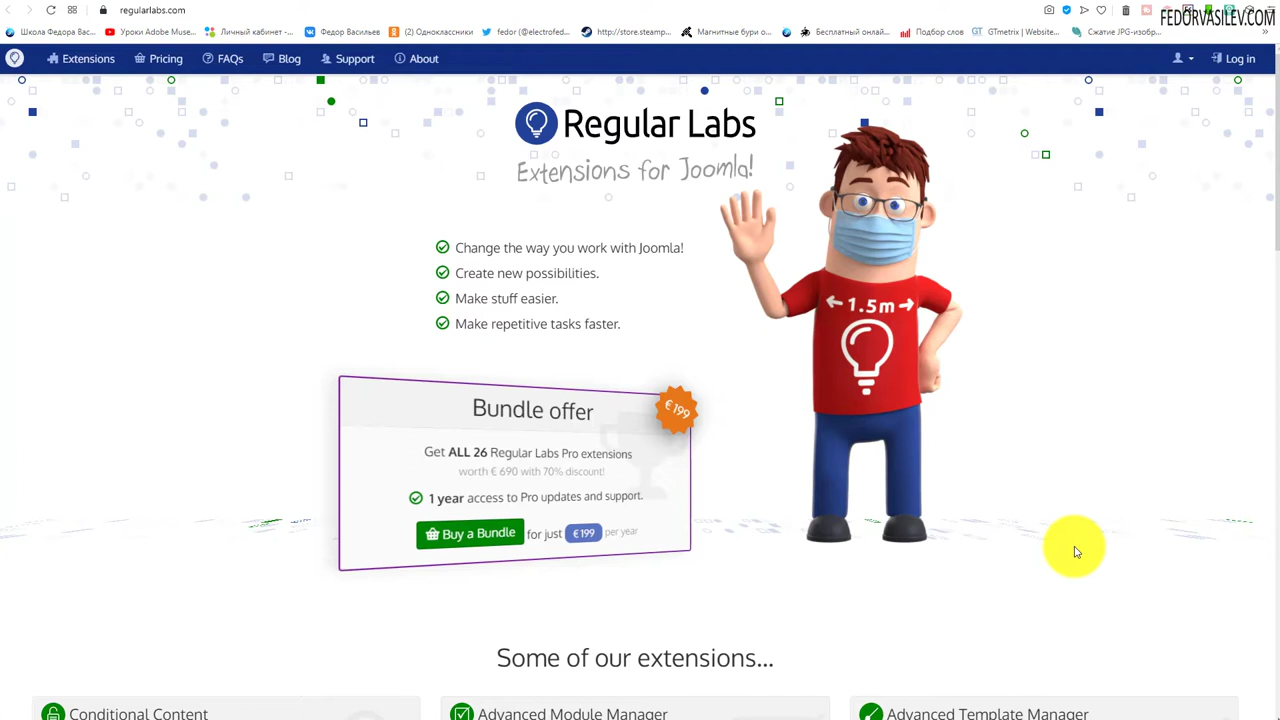 regularlabs.com
FEDORVASILEV.COM
Школа Федора Вас...
Уроки Adobe Muse...
Личный кабинет -...
Федор Васильев
(2) Одноклассники
fedor (@electrofed...
http://store.steamp...
Магнитные бури о...
Бесплатный онлай...
Подбор слов
GTmetrix | Website...
Сжатие JPG-изобр...
Extensions
Pricing
FAQs
Blog
Support
About
Log in
Regular Labs
Extensions for Joomla!
Change the way you work with Joomla!
Create new possibilities.
Make stuff easier.
Make repetitive tasks faster.
1.5m
Bundle offer
€ 199
Get ALL 26 Regular Labs Pro extensions
worth € 690 with 70% discount!
1 year access to Pro updates and support.
Buy a Bundle for just € 199 per year
Some of our extensions...
Conditional Content
Advanced Module Manager
Advanced Template Manager